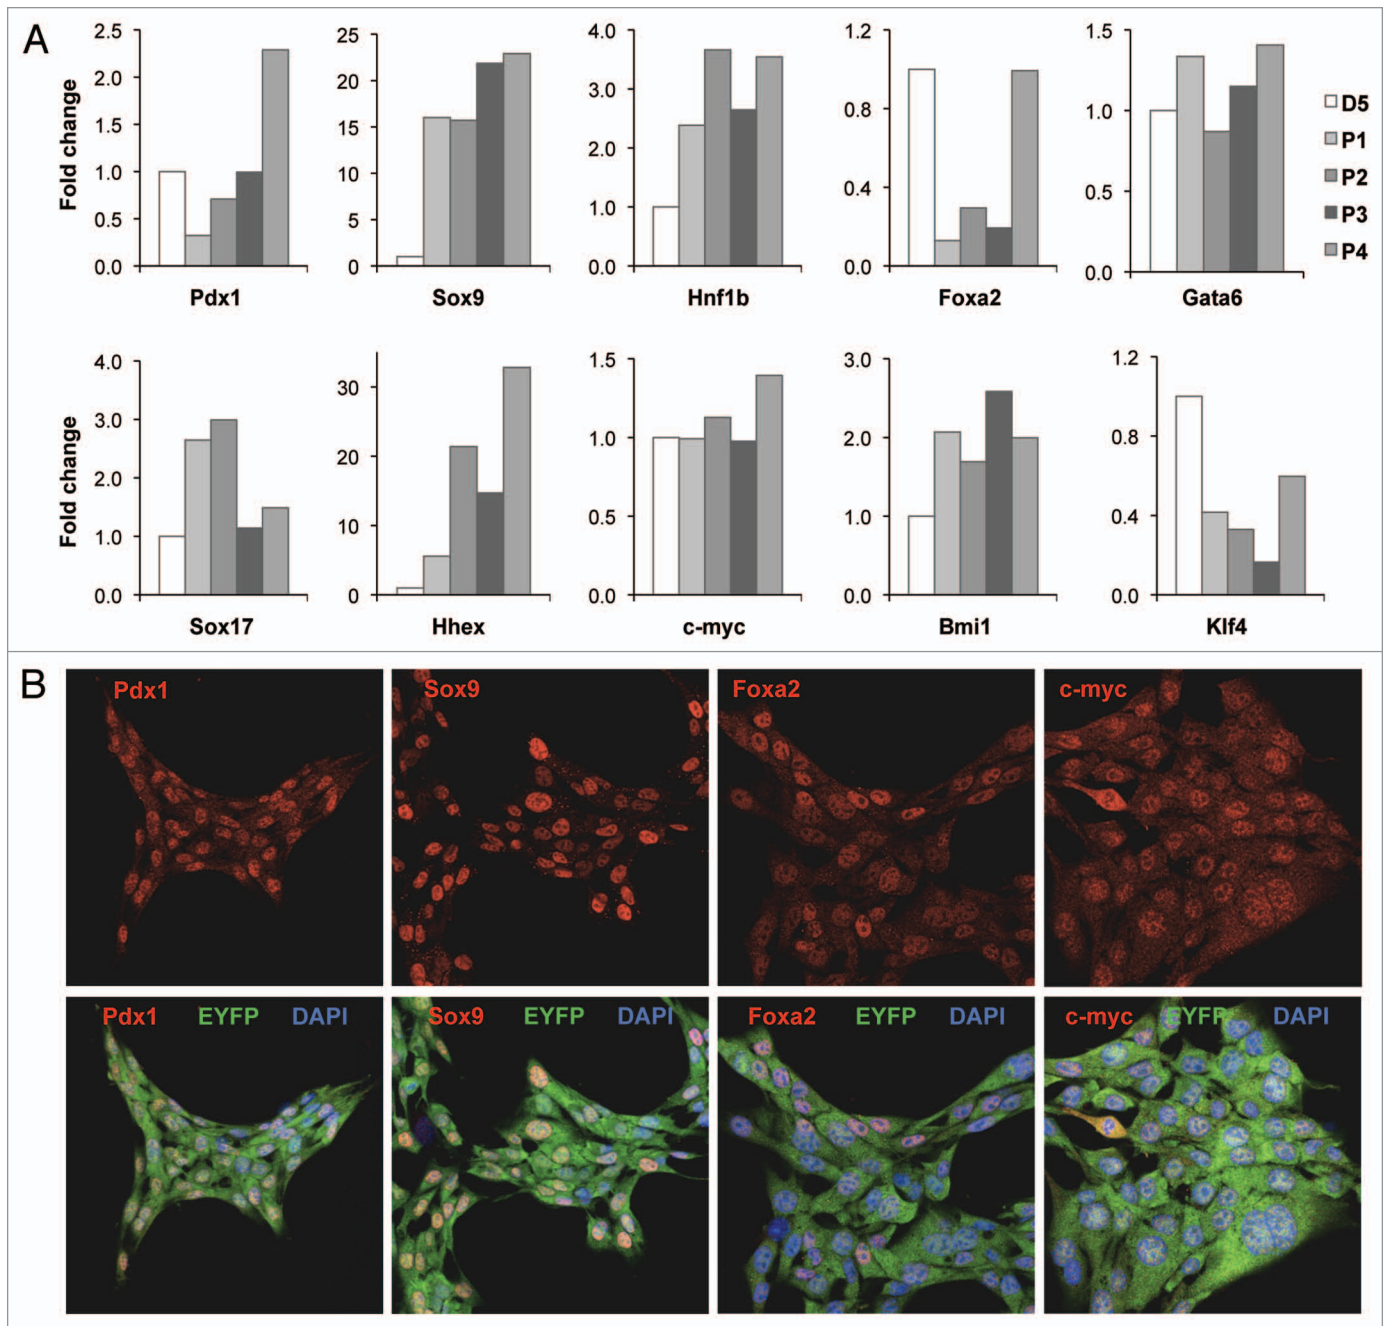 A
Fold change
2.5
2.0
1.5
1.0
0.5
0.0
Pdx1
25
20
15
10
5
0
Sox9
4.0
3.0
2.0
1.0
0.0
Hnf1b
1.2
0.8
0.4
0.0
Foxa2
1.5
1.0
0.5
0.0
Gata6
D5
P1
P2
P3
P4
Fold change
4.0
3.0
2.0
1.0
0.0
Sox17
30
20
10
0
Hhex
1.5
1.0
0.5
0.0
c-myc
3.0
2.0
1.0
0.0
Bmi1
1.2
0.8
0.4
0.0
Klf4
B
Pdx1
Sox9
Foxa2
c-myc
Pdx1 EYFP DAPI
Sox9 EYFP DAPI
Foxa2 EYFP DAPI
c-myc EYFP DAPI